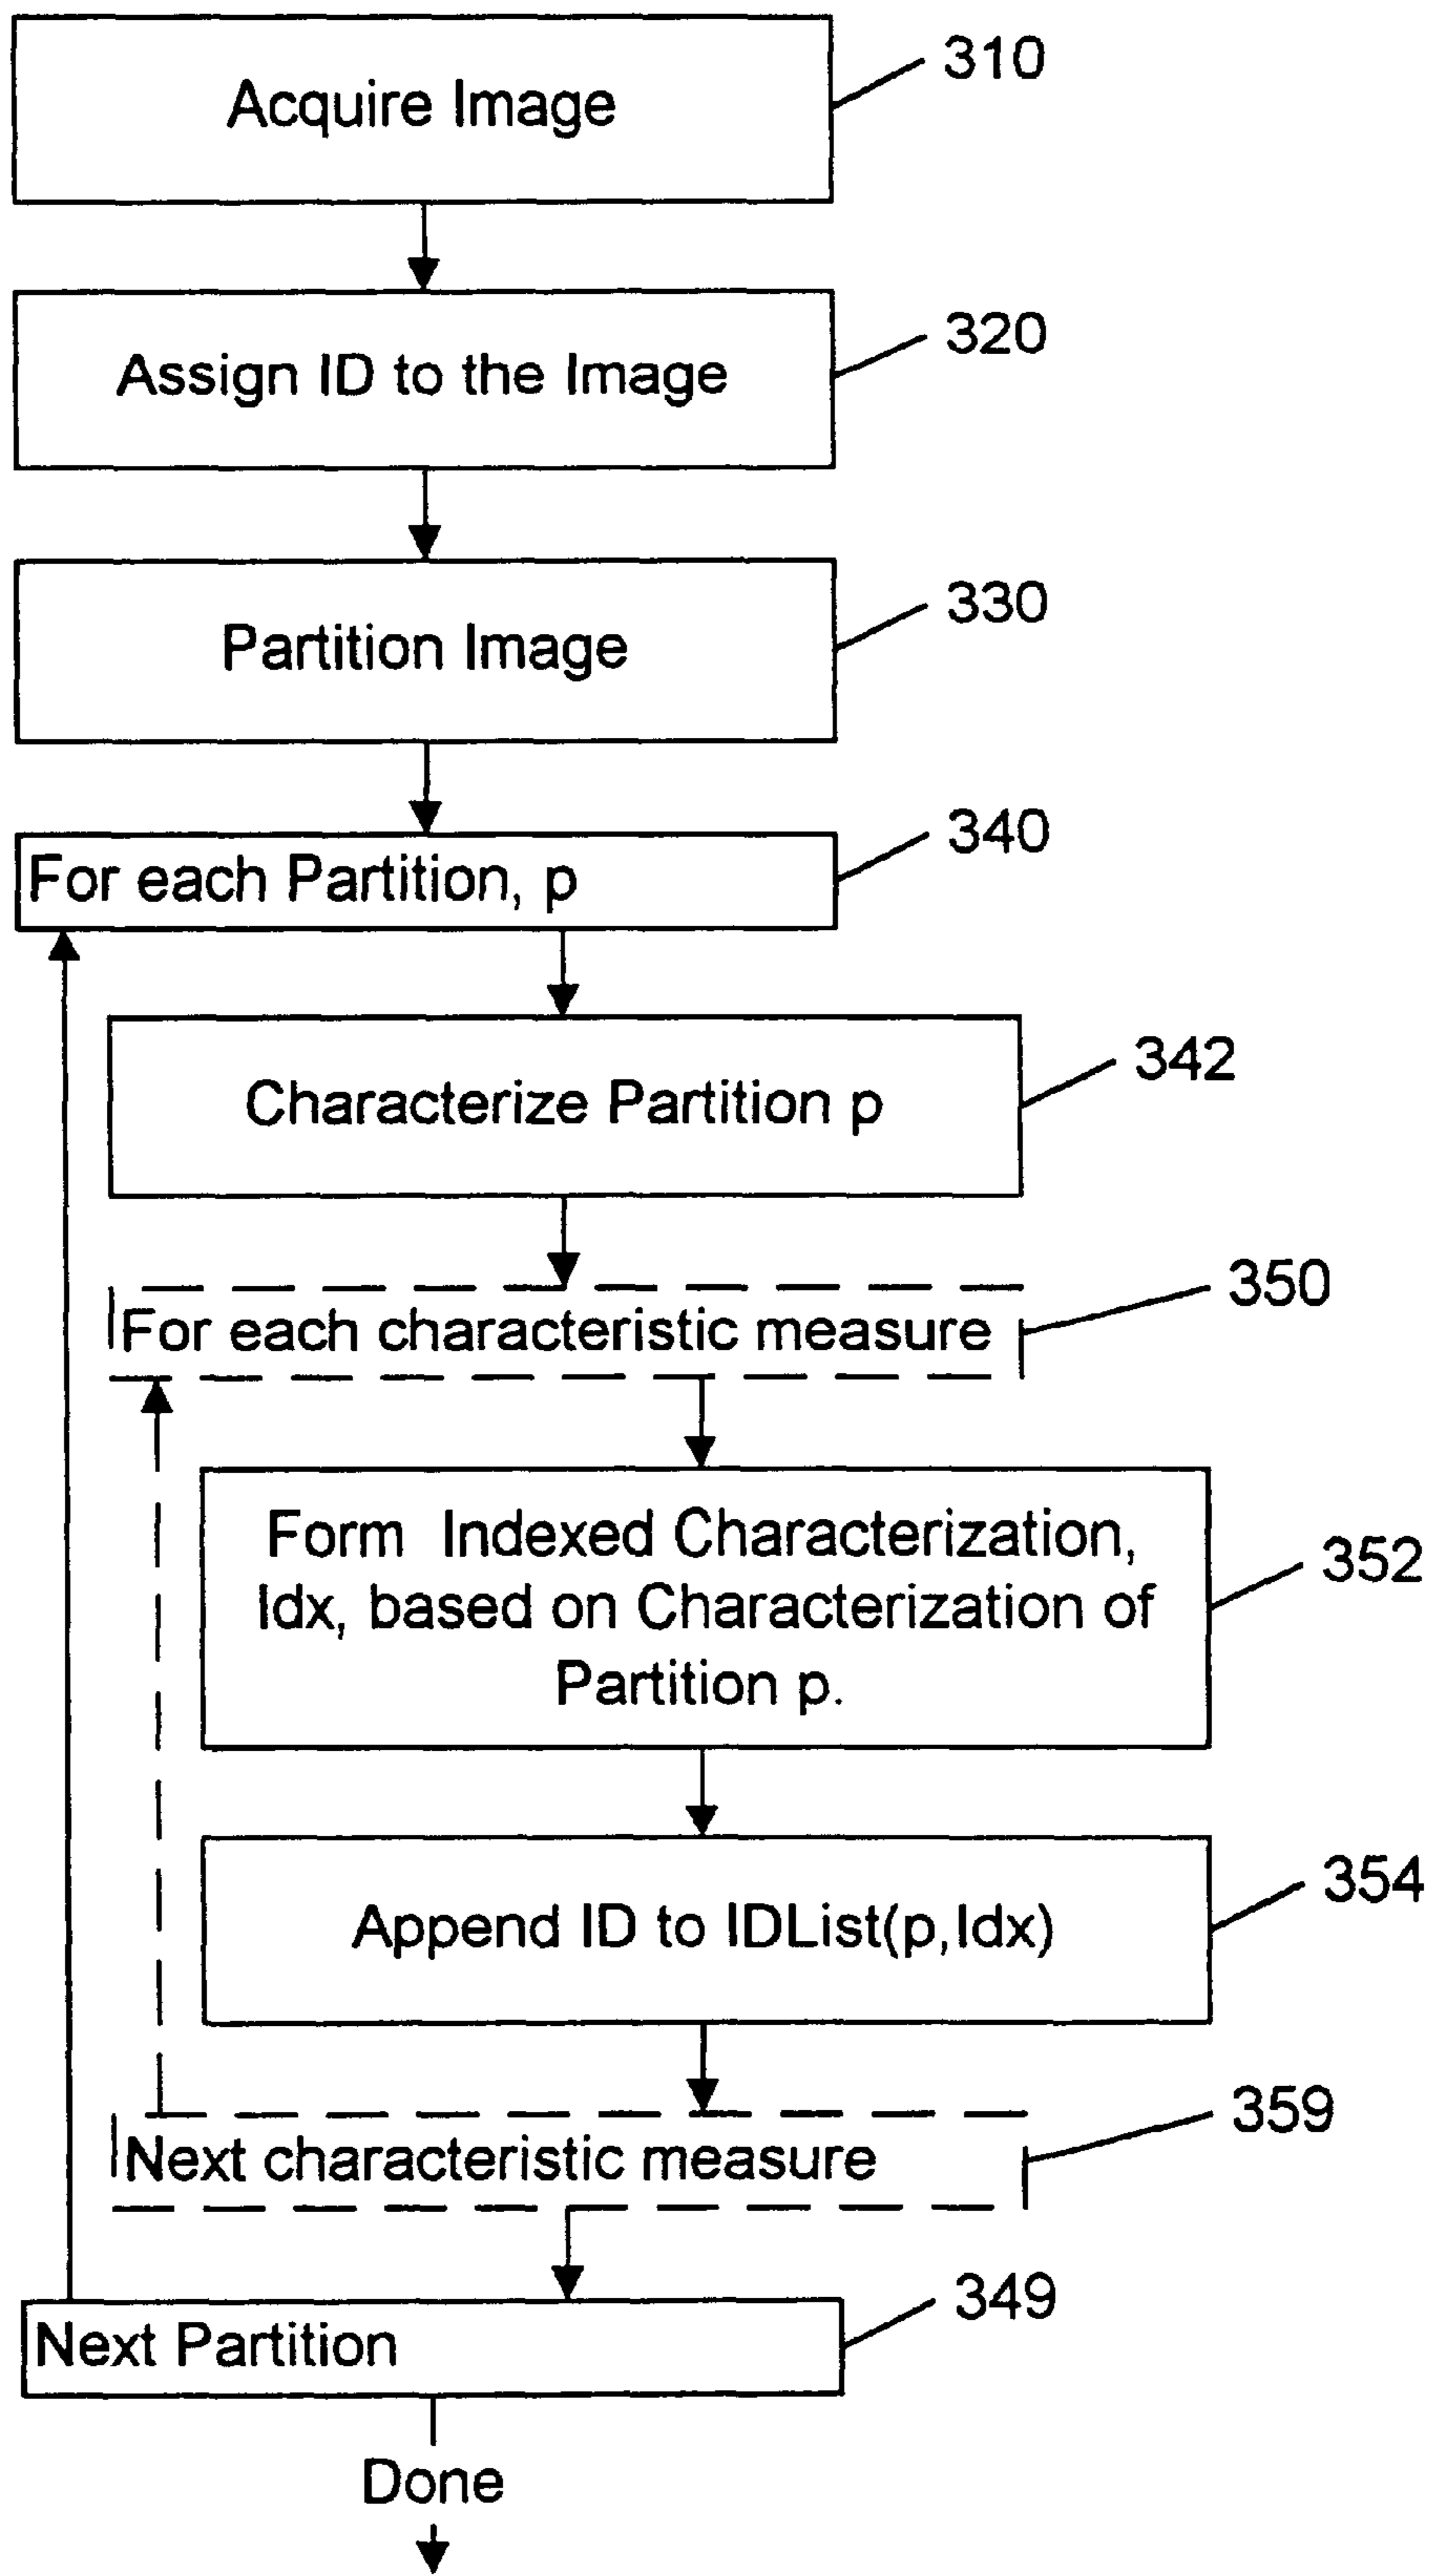 Acquire Image
310
Assign ID to the Image
320
Partition Image
330
For each Partition, p
340
Characterize Partition p
342
For each characteristic measure
350
Form Indexed Characterization,
Idx, based on Characterization of
Partition p.
352
Append ID to IDList(p,Idx)
354
Next characteristic measure
359
Next Partition
349
Done